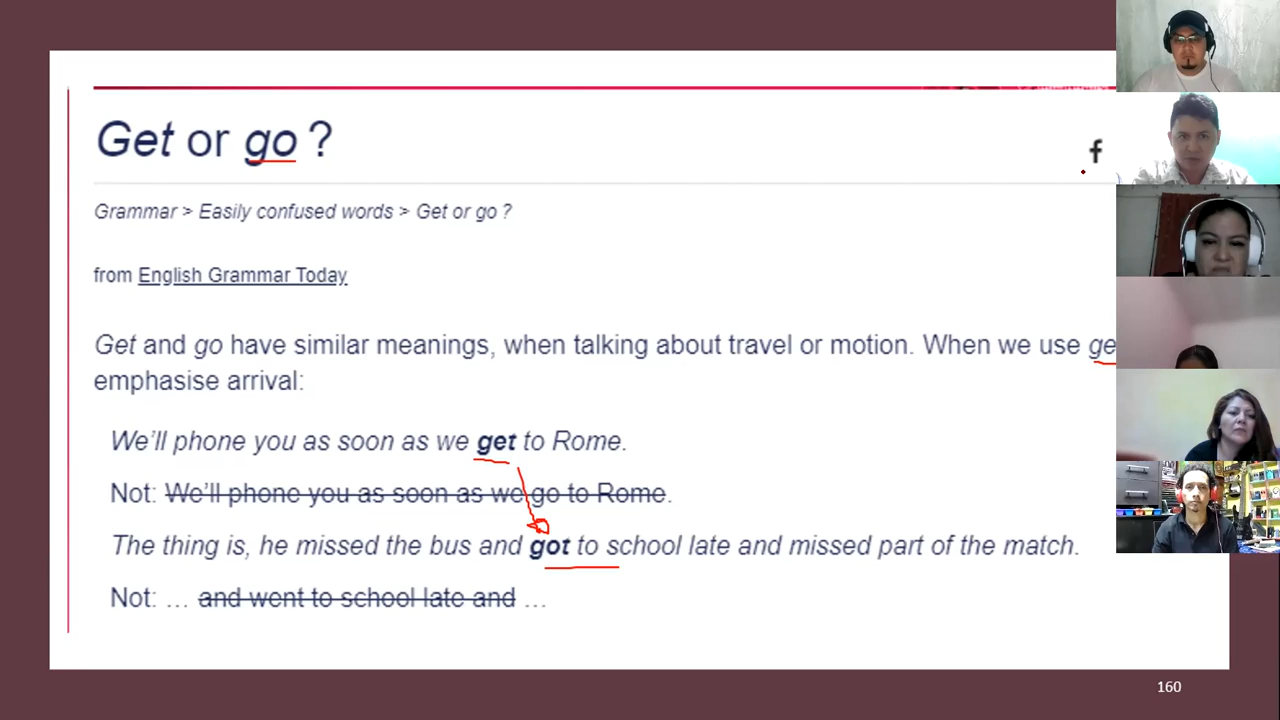 Get or go ?
f
Grammar > Easily confused words > Get or go ?
from English Grammar Today
Get and go have similar meanings, when talking about travel or motion. When we use ge
emphasise arrival:
We'll phone you as soon as we get to Rome.
Not: We'll phone you as soon as we go to Rome.
The thing is, he missed the bus and got to school late and missed part of the match.
Not: … and went to school late and …
160